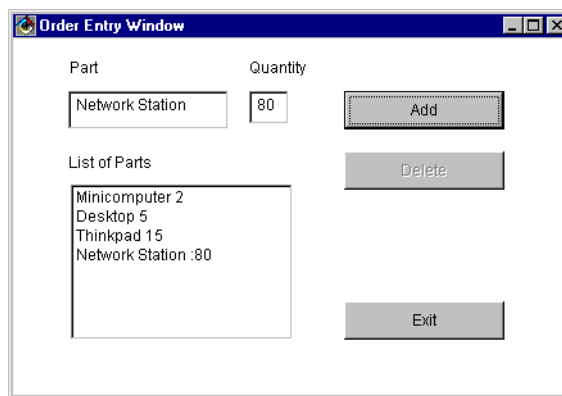 Order Entry Window
Part Quantity
Network Station 80 Add
List of Parts Delete
Minicomputer 2
Desktop 5
Thinkpad 15
Network Station :80
Exit